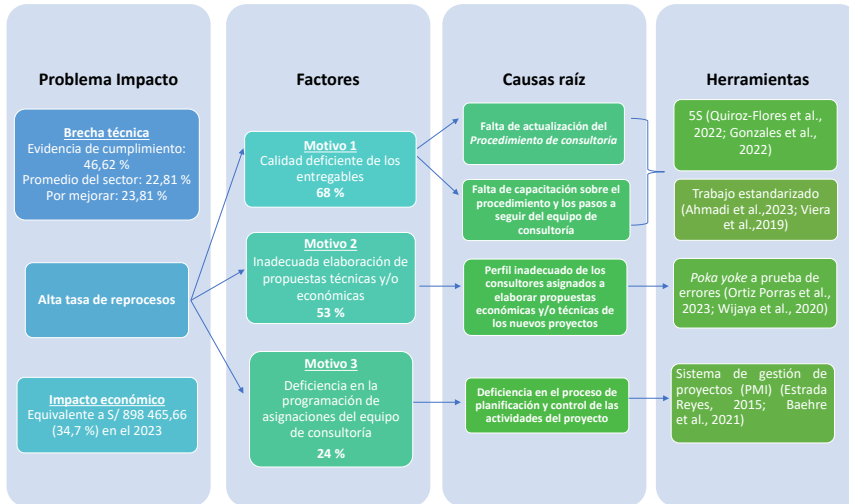 Problema Impacto
Brecha técnica
Evidencia de cumplimiento:
46,62 %
Promedio del sector: 22,81 %
Por mejorar: 23,81 %
Alta tasa de reprocesos
Impacto económico
Equivalente a S/ 898 465,66
(34,7 %) en el 2023
Factores
Motivo 1
Calidad deficiente de los
entregables
68 %
Motivo 2
Inadecuada elaboración de
propuestas técnicas y/o
económicas
53 %
Motivo 3
Deficiencia en la
programación de
asignaciones del equipo
de consultoría
24 %
Causas raíz
Falta de actualización del
Procedimiento de consultoría
Falta de capacitación sobre el
procedimiento y los pasos a
seguir del equipo de
consultoría
Perfil inadecuado de los
consultores asignados a
elaborar propuestas
económicas y/o técnicas de
los nuevos proyectos
Deficiencia en el proceso de
planificación y control de las
actividades del proyecto
Herramientas
5S (Quiroz-Flores et al.,
2022; Gonzales et al.,
2022)
Trabajo estandarizado
(Ahmadi et al.,2023; Viera
et al.,2019)
Poka yoke a prueba de
errores (Ortiz Porras et al.,
2023; Wijaya et al., 2020)
Sistema de gestión de
proyectos (PMI) (Estrada
Reyes, 2015; Baehre
et al., 2021)